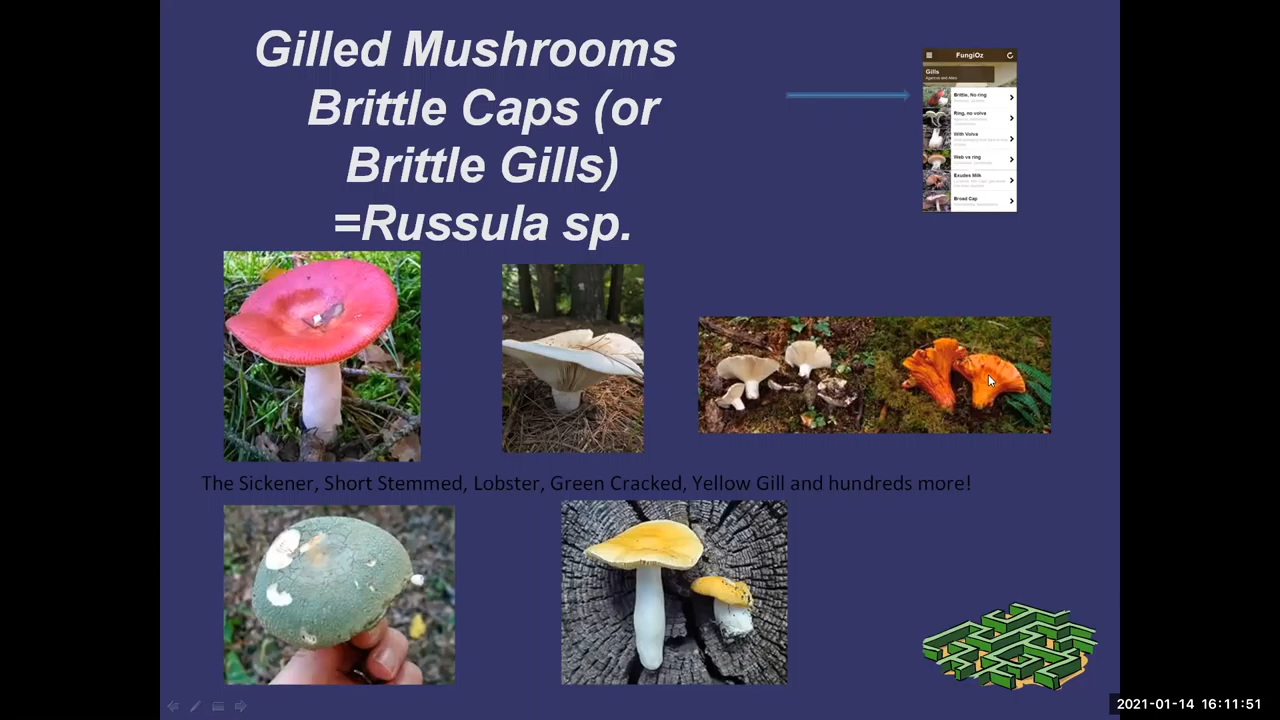 Gilled Mushrooms
Brittle Caps (or
Brittle Gills)
=Russula sp.
FungiOz
Gills
Brittle, No ring
Ring, no volva
With Volva
Web vs ring
Exudes Milk
Broad Cap
The Sickener, Short Stemmed, Lobster, Green Cracked, Yellow Gill and hundreds more!
2021-01-14 16:11:51